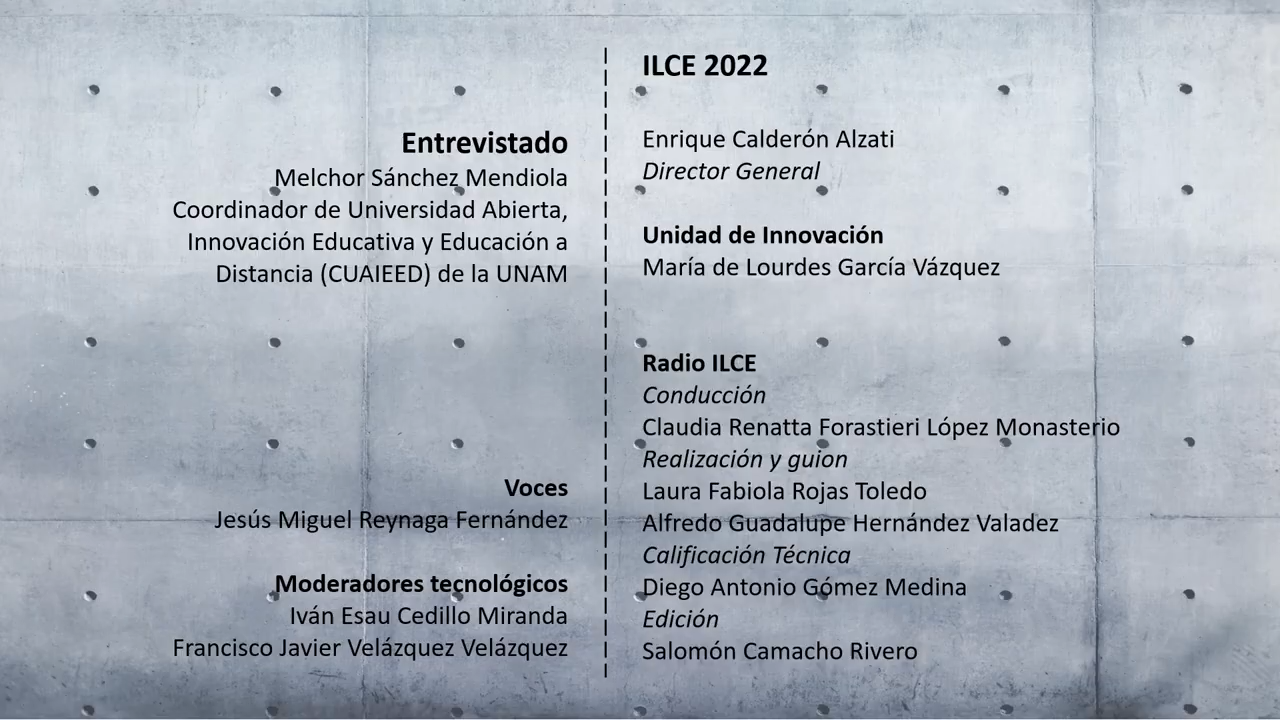 Entrevistado
Melchor Sánchez Mendiola
Coordinador de Universidad Abierta,
Innovación Educativa y Educación a
Distancia (CUAIEED) de la UNAM
Voces
Jesús Miguel Reynaga Fernández
Moderadores tecnológicos
Iván Esau Cedillo Miranda
Francisco Javier Velázquez Velázquez
ILCE 2022
Enrique Calderón Alzati
Director General
Unidad de Innovación
María de Lourdes García Vázquez
Radio ILCE
Conducción
Claudia Renatta Forastieri López Monasterio
Realización y guion
Laura Fabiola Rojas Toledo
Alfredo Guadalupe Hernández Valadez
Calificación Técnica
Diego Antonio Gómez Medina
Edición
Salomón Camacho Rivero